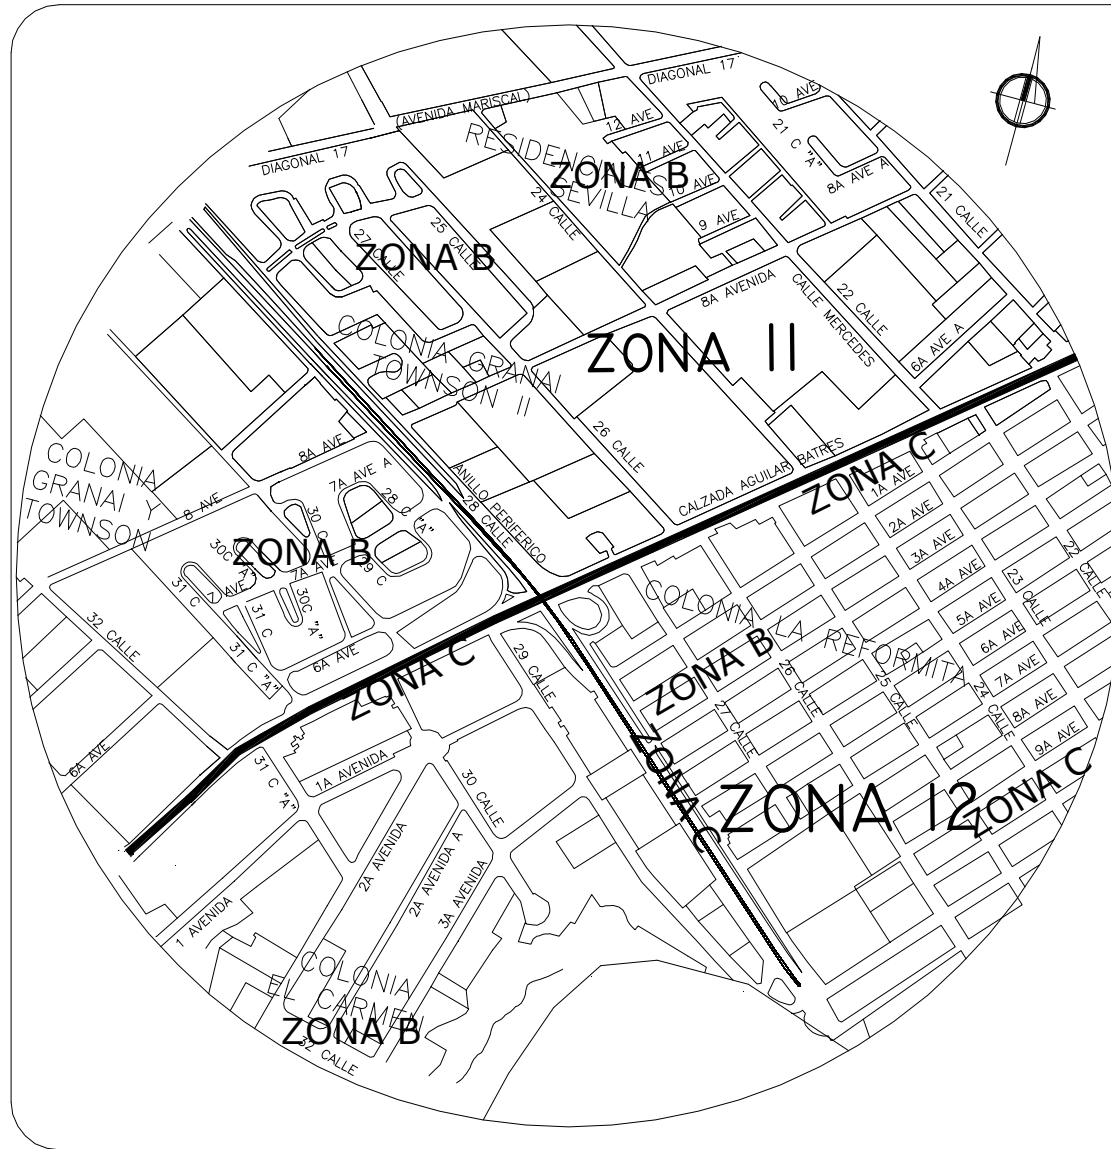 DIAGONAL 17
(AVENIDA MARISCAL)
DIAGONAL 17
10 AVE
12 AVE
21 C "A"
11 AVE
RESIDENCIALES
SEVILLA
ZONA B
10 AVE
8A AVE A
24 CALLE
9 AVE
21 CALLE
25 CALLE
27 CALLE
ZONA B
8A AVENIDA
CALLE MERCEDES
22 CALLE
COLONIA GRANAI
TOWNSON II
ZONA 11
6A AVE A
26 CALLE
8A AVE
COLONIA
GRANAI Y
TOWNSON
7A AVE A
28 C "A"
ANILLO PERIFERICO
28 CALLE
CALZADA AGUILAR BATRES
ZONA C
1A AVE
8 AVE
30 C
2A AVE
30C "A"
ZONA B
7A AVE
29 C
3A AVE
22 CALLE
31 C
7 AVE
30C "A"
31 C
4A AVE
23 CALLE
COLONIA LA REFORMITA
5A AVE
32 CALLE
31 C "A"
6A AVE
6A AVE
ZONA B
ZONA C
29 CALLE
26 CALLE
25 CALLE
24 CALLE
7A AVE
8A AVE
27 CALLE
9A AVE
6A AVE
31 C "A"
1A AVENIDA
30 CALLE
ZONA C
ZONA 12
ZONA C
2A AVENIDA
2A AVENIDA A
3A AVENIDA
1 AVENIDA
COLONIA
EL CARMEN
ZONA B
32 CALLE